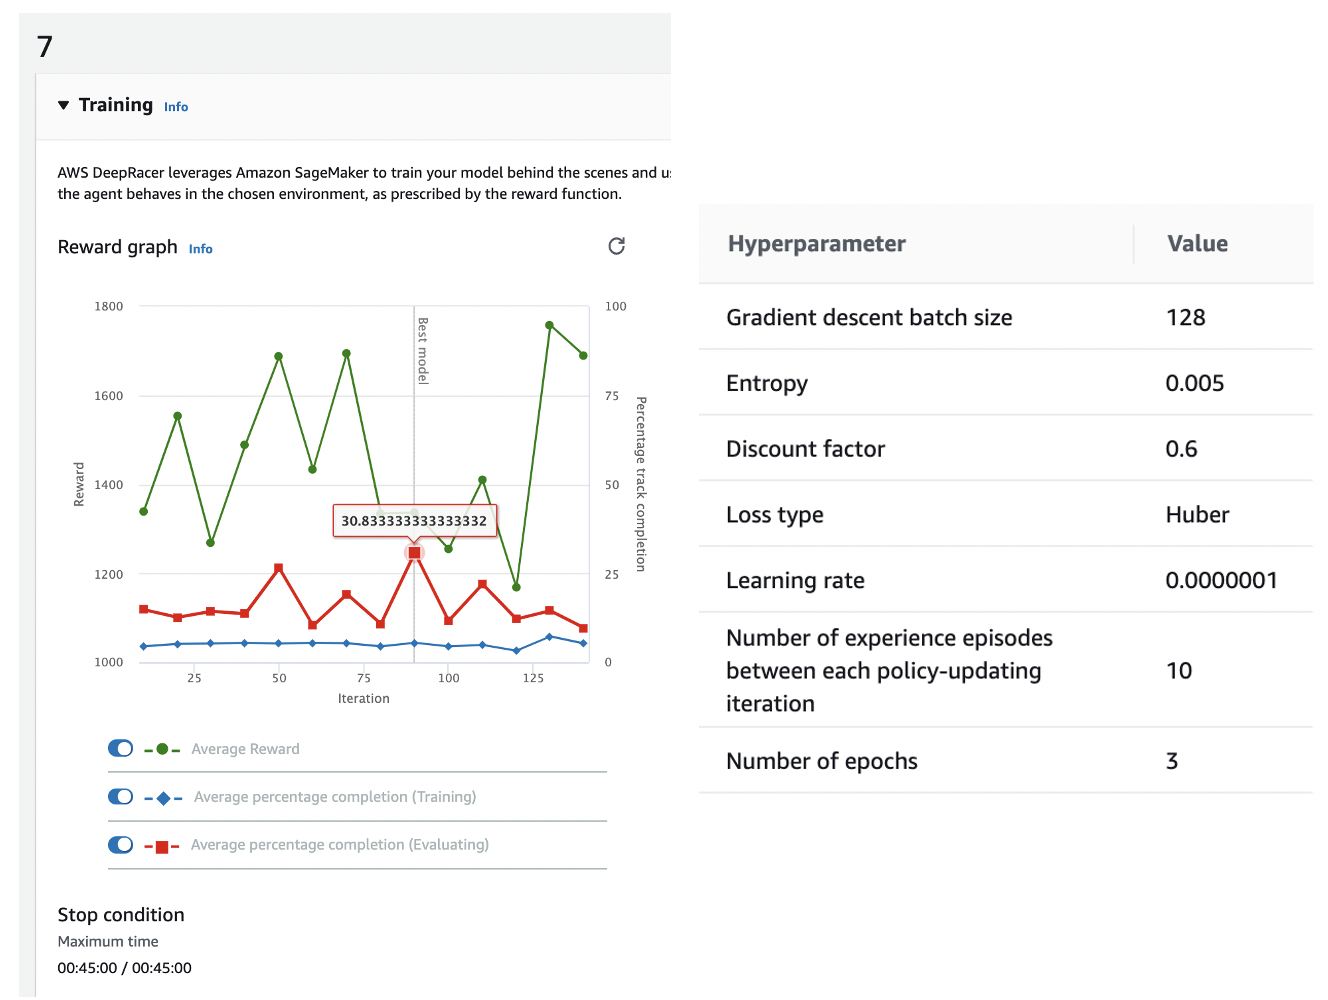 7
Training Info
AWS DeepRacer leverages Amazon SageMaker to train your model behind the scenes and
the agent behaves in the chosen environment, as prescribed by the reward function.
Reward graph Info
1800
1600
1400
1200
1000
Reward
100
75
50
25
0
Percentage track completion
Best model
30.833333333333332
25 50 75 100 125
Iteration
Average Reward
Average percentage completion (Training)
Average percentage completion (Evaluating)
Stop condition
Maximum time
00:45:00 / 00:45:00
Hyperparameter Value
Gradient descent batch size 128
Entropy 0.005
Discount factor 0.6
Loss type Huber
Learning rate 0.0000001
Number of experience episodes
between each policy-updating 10
iteration
Number of epochs 3